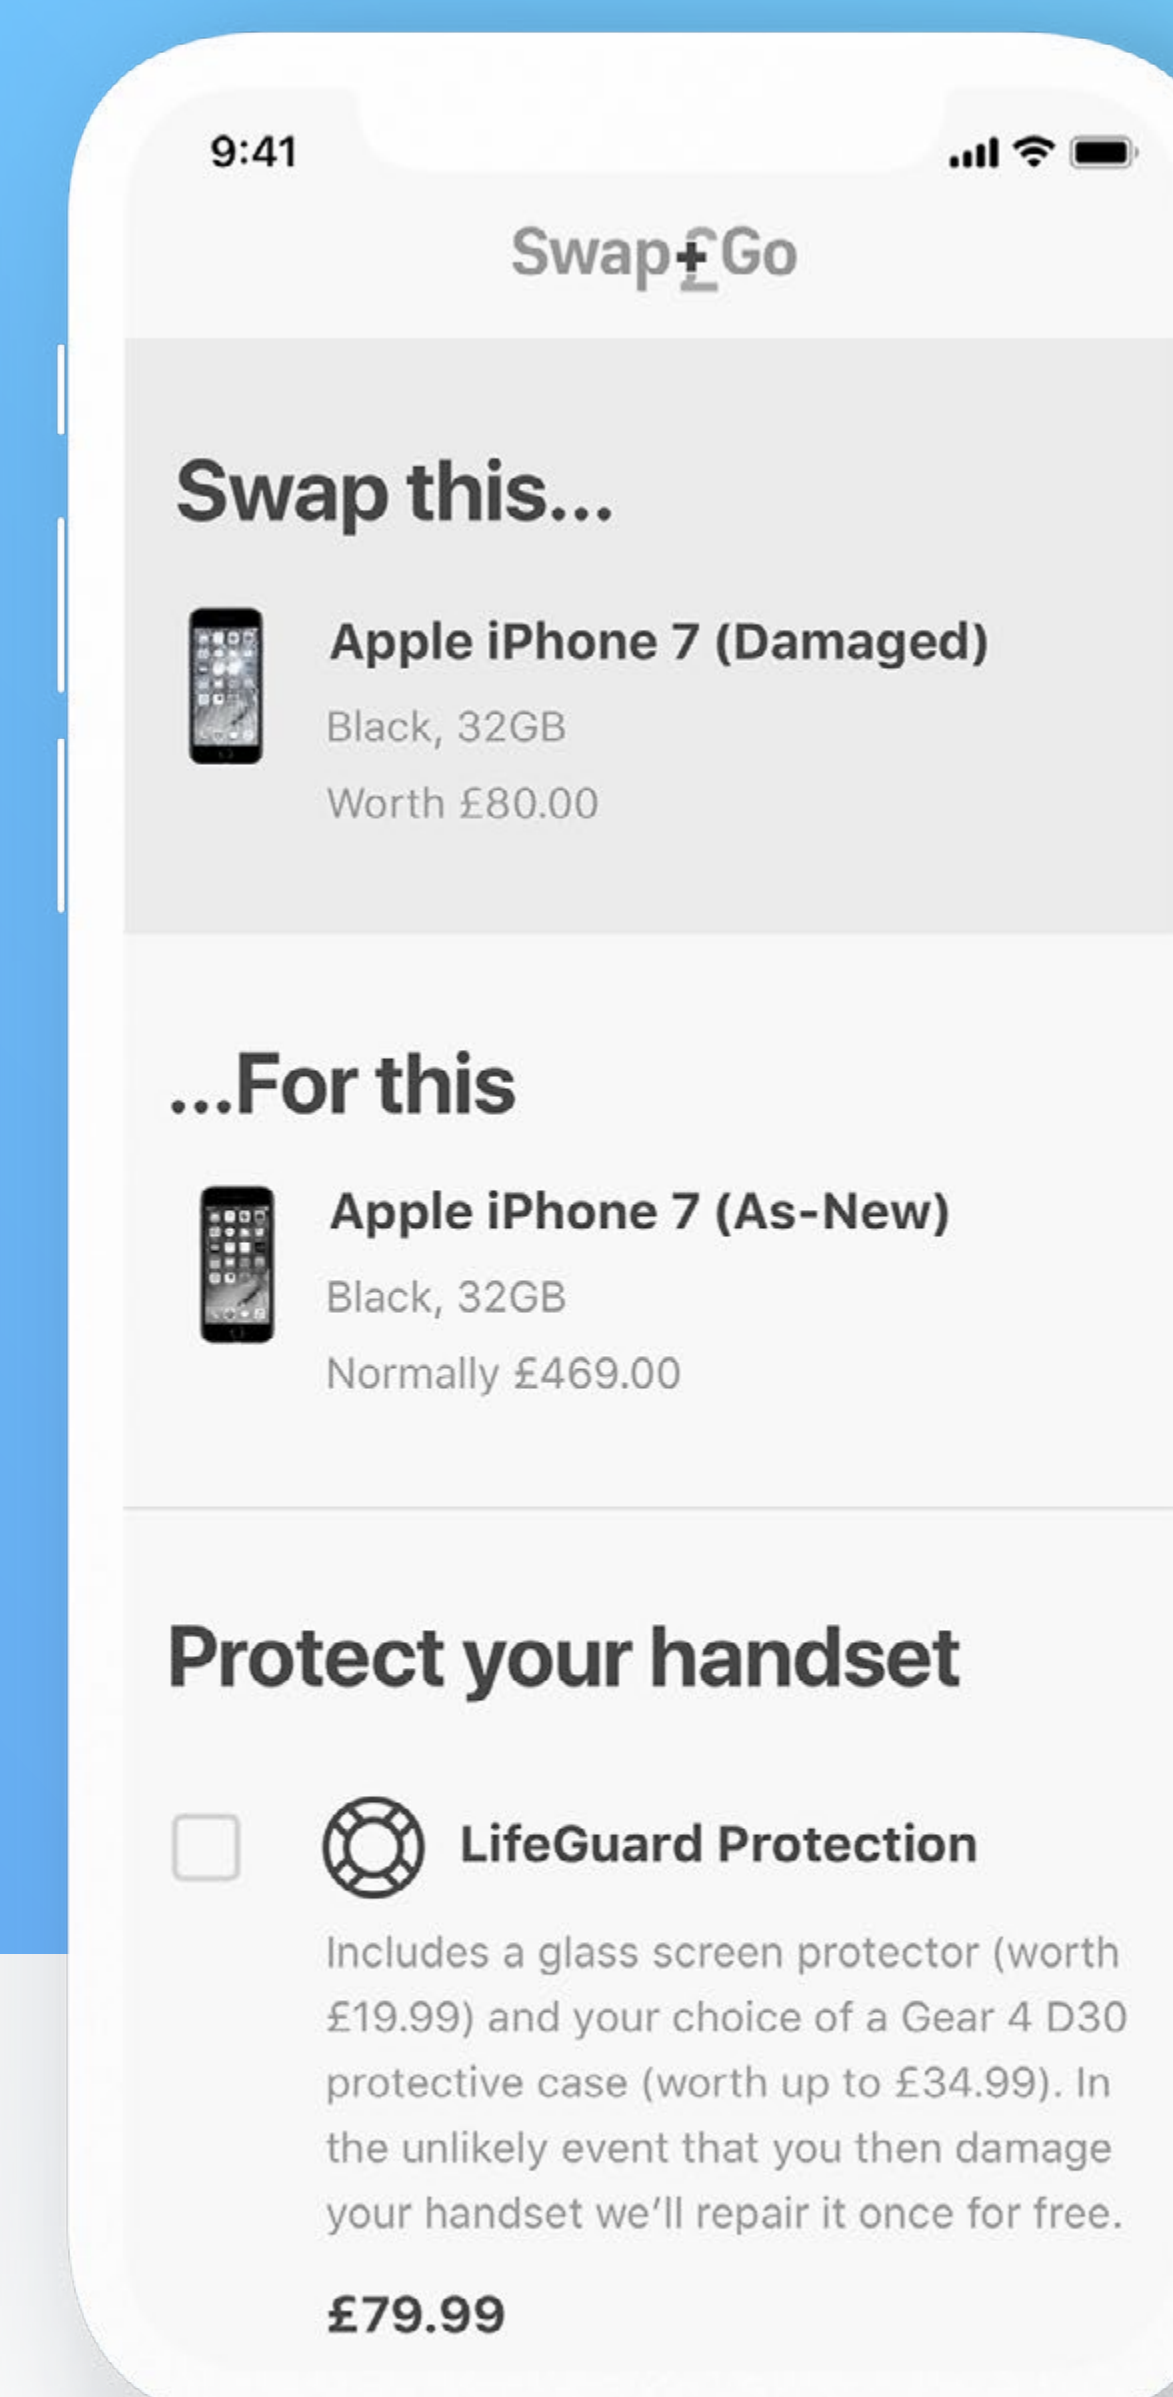 9:41
Swap£Go
Swap this...
Apple iPhone 7 (Damaged)
Black, 32GB
Worth £80.00
...For this
Apple iPhone 7 (As-New)
Black, 32GB
Normally £469.00
Protect your handset
LifeGuard Protection
Includes a glass screen protector (worth
£19.99) and your choice of a Gear 4 D30
protective case (worth up to £34.99). In
the unlikely event that you then damage
your handset we’ll repair it once for free.
£79.99